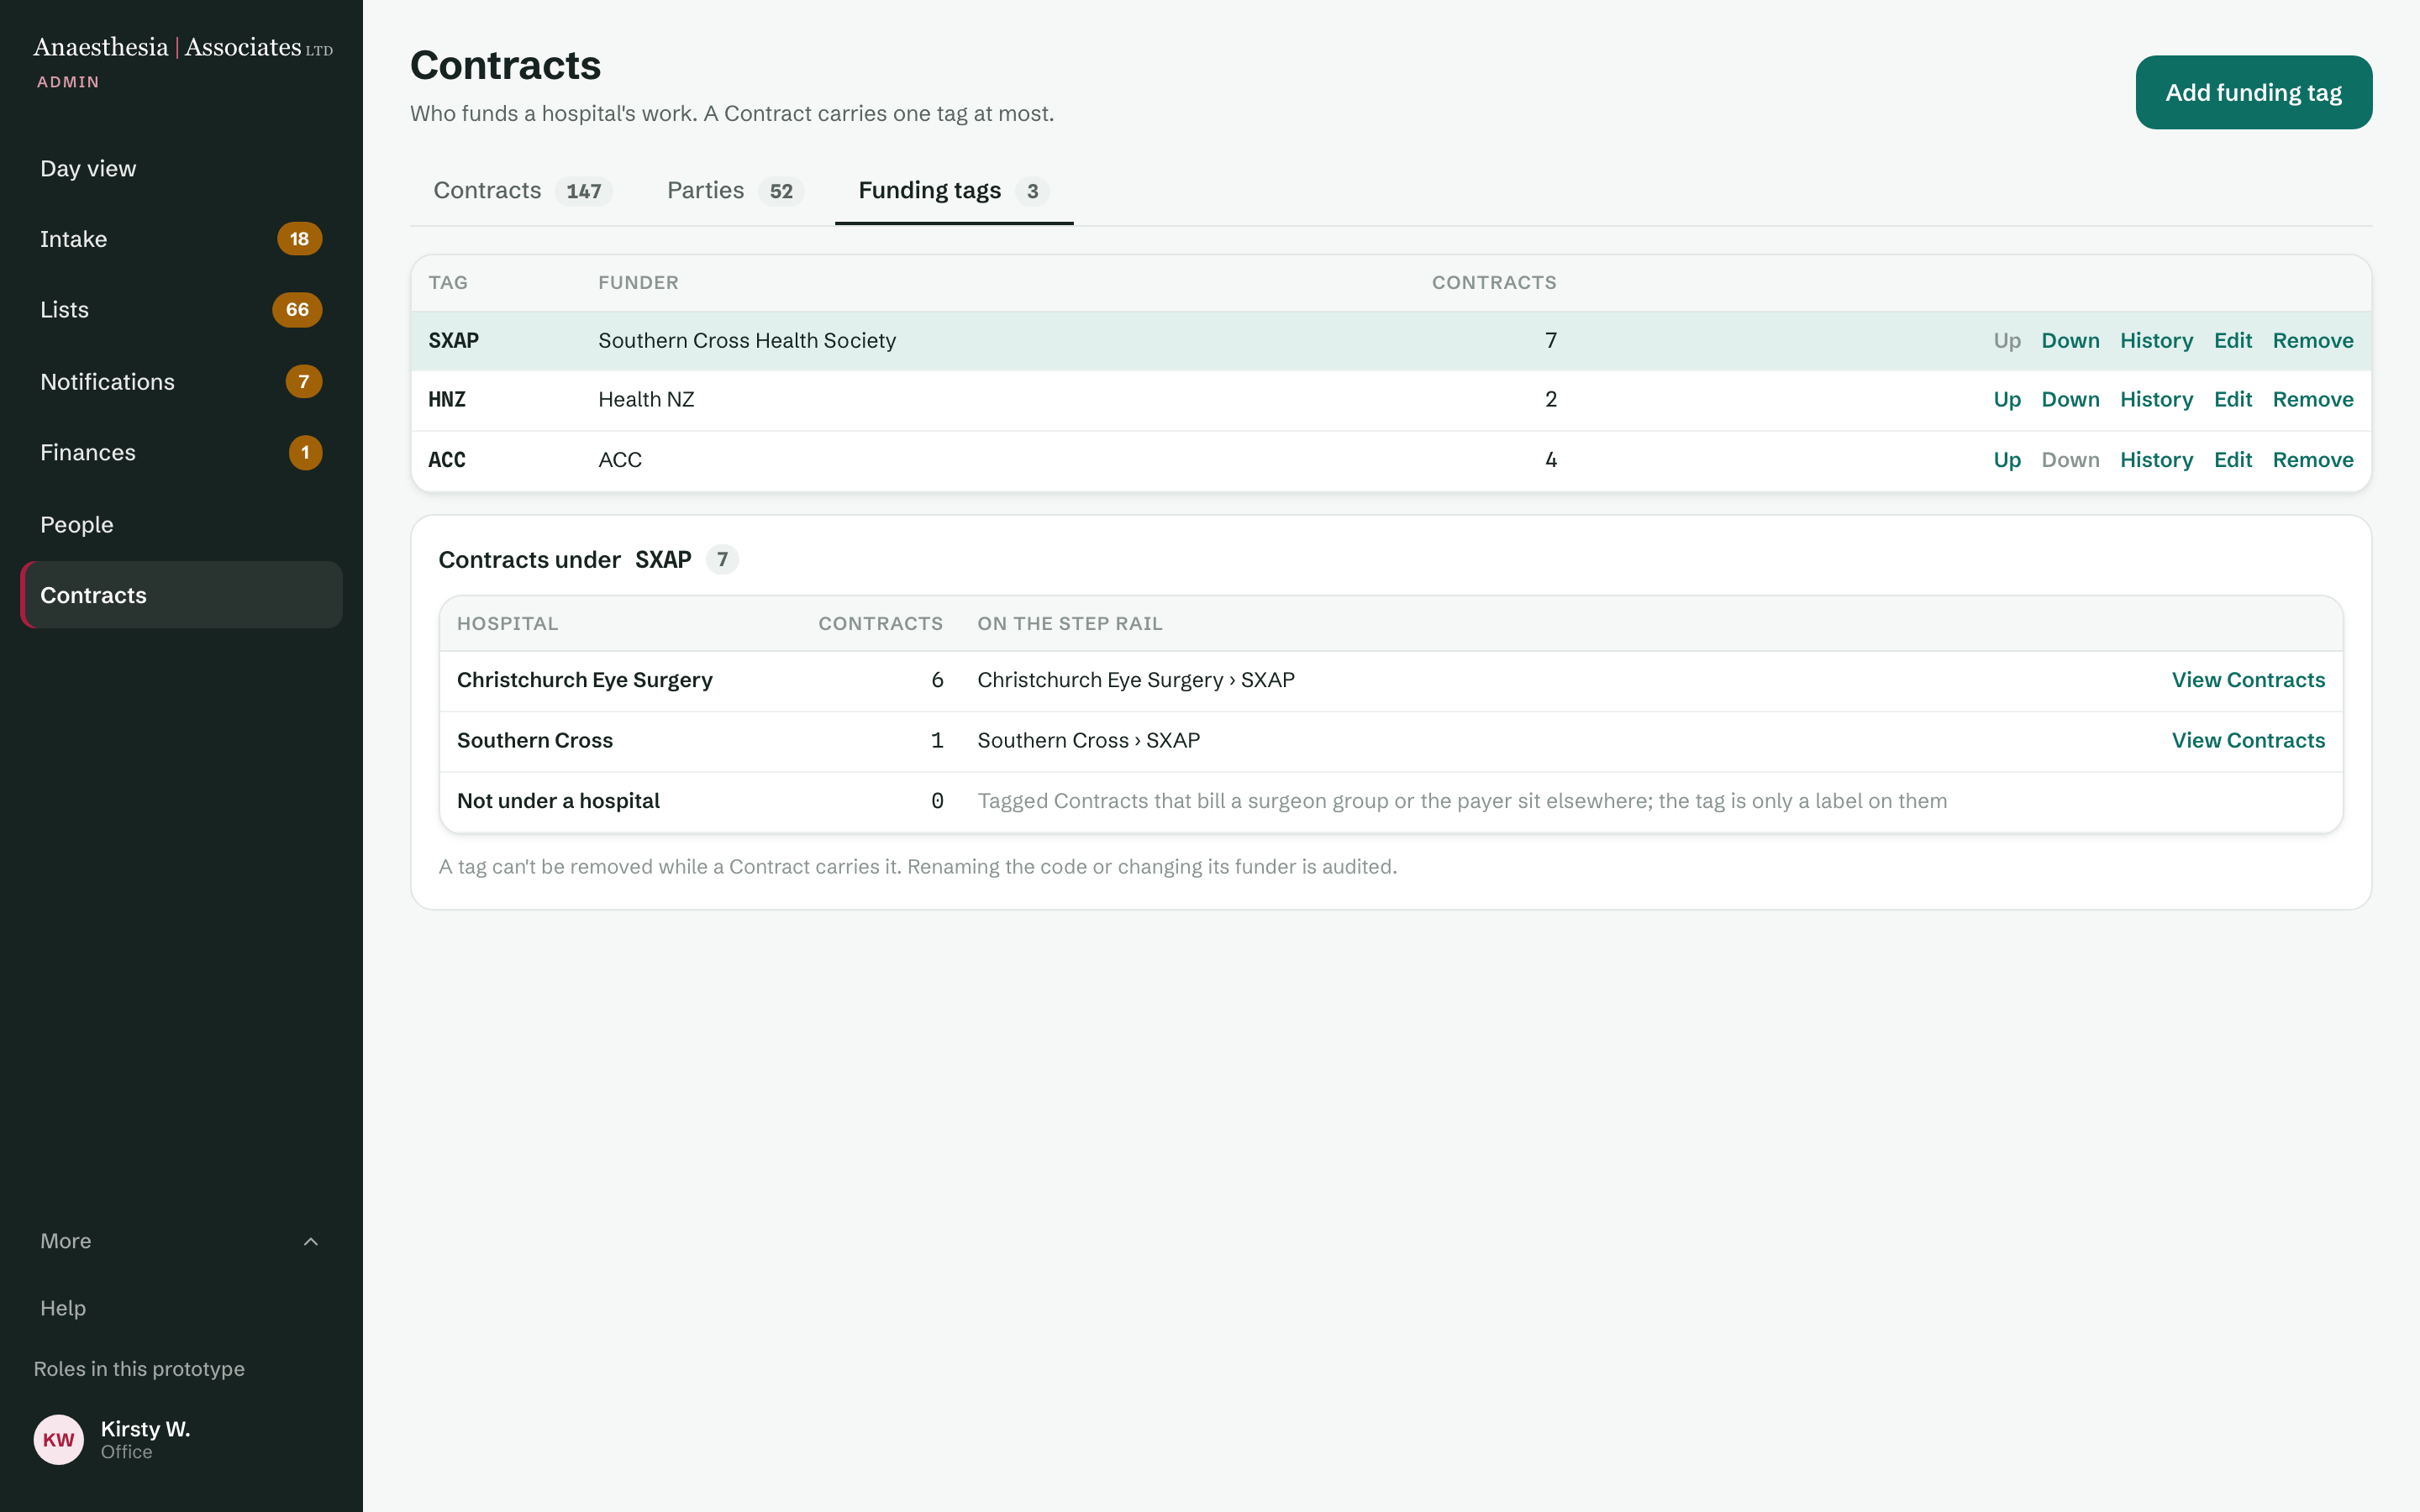 Anaesthesia | Associates LTD
ADMIN
Day view
Intake 18
Lists 66
Notifications 7
Finances 1
People
Contracts
More
Help
Roles in this prototype
KW
Kirsty W.
Office
Contracts
Who funds a hospital's work. A Contract carries one tag at most.
Add funding tag
Contracts 147 Parties 52 Funding tags 3
TAG FUNDER CONTRACTS
SXAP Southern Cross Health Society 7 Up Down History Edit Remove
HNZ Health NZ 2 Up Down History Edit Remove
ACC ACC 4 Up Down History Edit Remove
Contracts under SXAP 7
HOSPITAL CONTRACTS ON THE STEP RAIL
Christchurch Eye Surgery 6 Christchurch Eye Surgery › SXAP View Contracts
Southern Cross 1 Southern Cross › SXAP View Contracts
Not under a hospital 0 Tagged Contracts that bill a surgeon group or the payer sit elsewhere; the tag is only a label on them
A tag can't be removed while a Contract carries it. Renaming the code or changing its funder is audited.